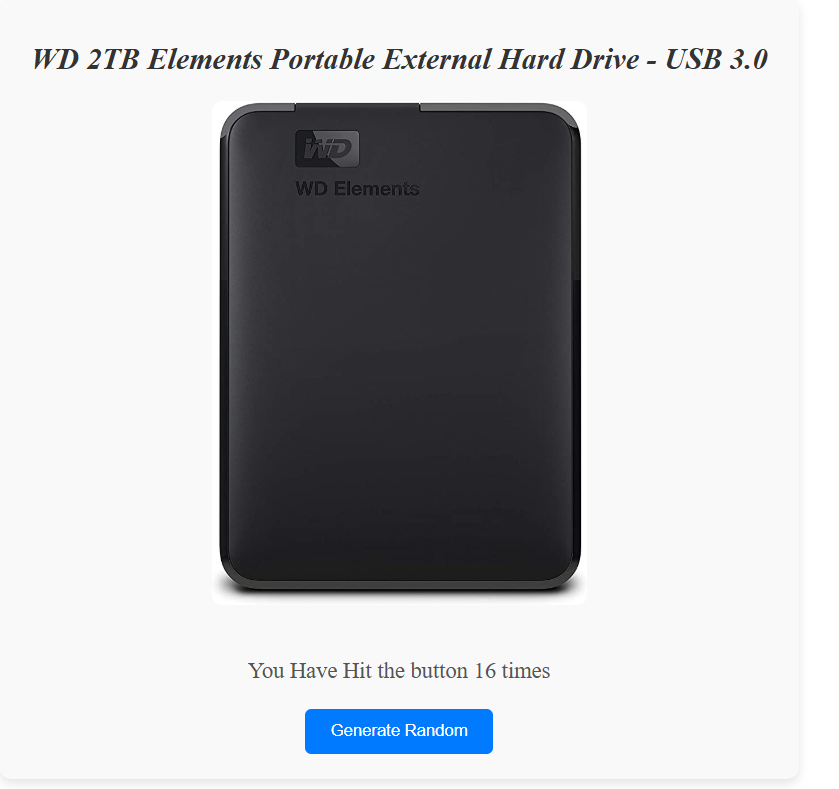 WD 2TB Elements Portable External Hard Drive - USB 3.0
WD
WD Elements
You Have Hit the button 16 times
Generate Random